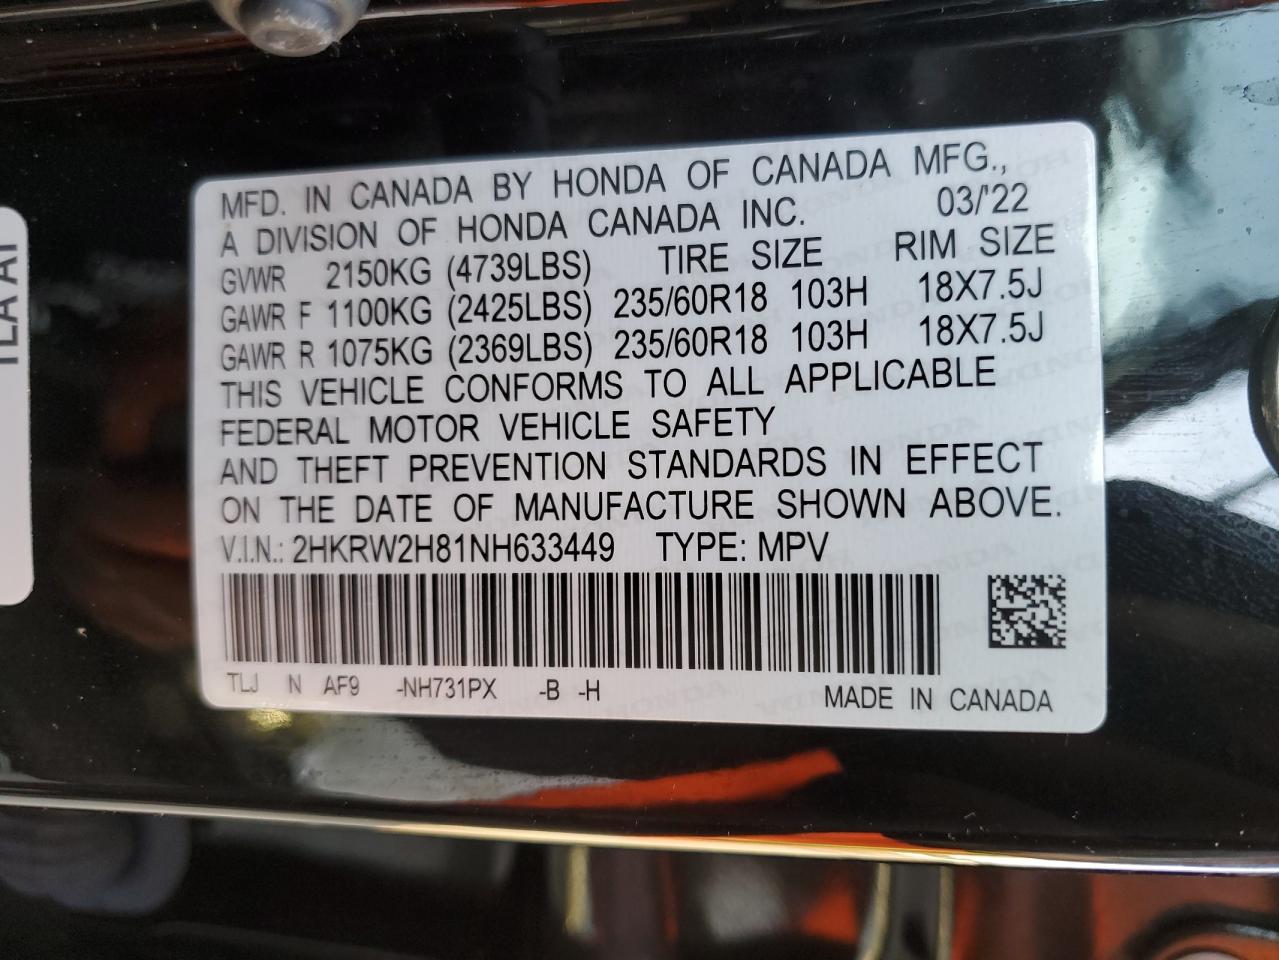 MFD. IN CANADA BY HONDA OF CANADA MFG.,
A DIVISION OF HONDA CANADA INC. 03/'22
GVWR 2150KG (4739LBS) TIRE SIZE RIM SIZE
GAWR F 1100KG (2425LBS) 235/60R18 103H 18X7.5J
GAWR R 1075KG (2369LBS) 235/60R18 103H 18X7.5J
THIS VEHICLE CONFORMS TO ALL APPLICABLE
FEDERAL MOTOR VEHICLE SAFETY
AND THEFT PREVENTION STANDARDS IN EFFECT
ON THE DATE OF MANUFACTURE SHOWN ABOVE.
V.I.N.: 2HKRW2H81NH633449 TYPE: MPV
TLJ N AF9 -NH731PX -B -H MADE IN CANADA